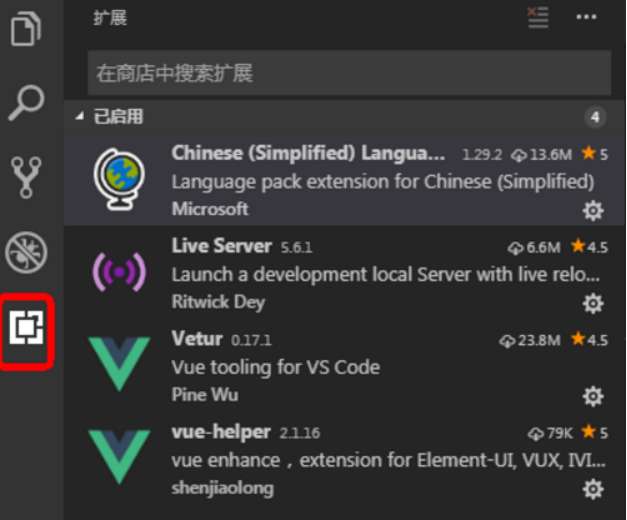 扩展
在商店中搜索扩展
已启用 4
Chinese (Simplified) Langua... 1.29.2 13.6M 5
Language pack extension for Chinese (Simplified)
Microsoft
Live Server 5.6.1 6.6M 4.5
Launch a development local Server with live relo...
Ritwick Dey
Vetur 0.17.1 23.8M 4.5
Vue tooling for VS Code
Pine Wu
vue-helper 2.1.16 79K 5
vue enhance，extension for Element-UI, VUX, IVI...
shenjiaolong